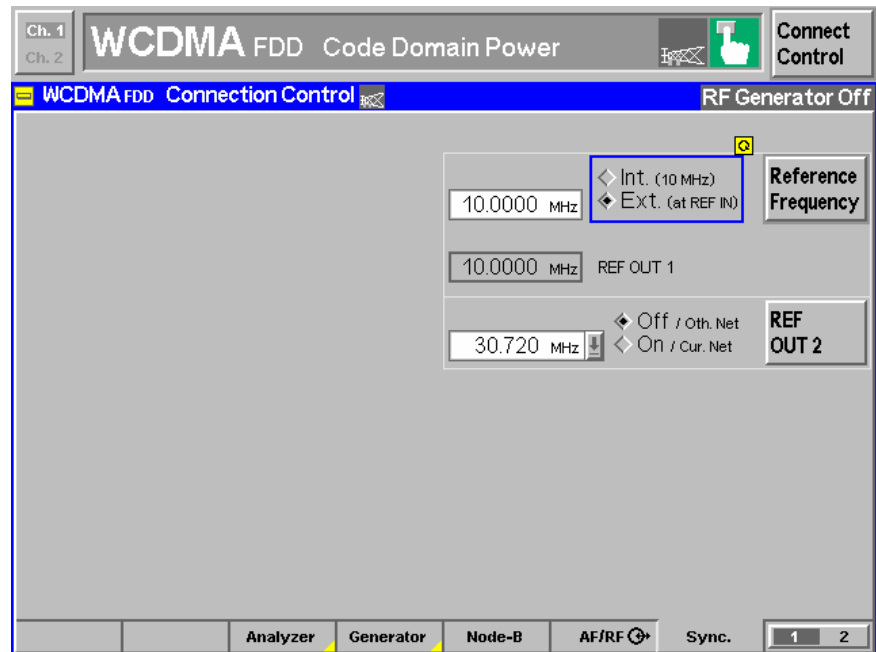 Ch. 1
Ch. 2
WCDMA FDD Code Domain Power
Connect
Control
WCDMA FDD Connection Control
RF Generator Off
10.0000 MHz
Int. (10 MHz)
Ext. (at REF IN)
Reference
Frequency
10.0000 MHz REF OUT 1
30.720 MHz
Off / Oth. Net
On / Cur. Net
REF
OUT 2
Analyzer Generator Node-B AF/RF Sync. 1 2